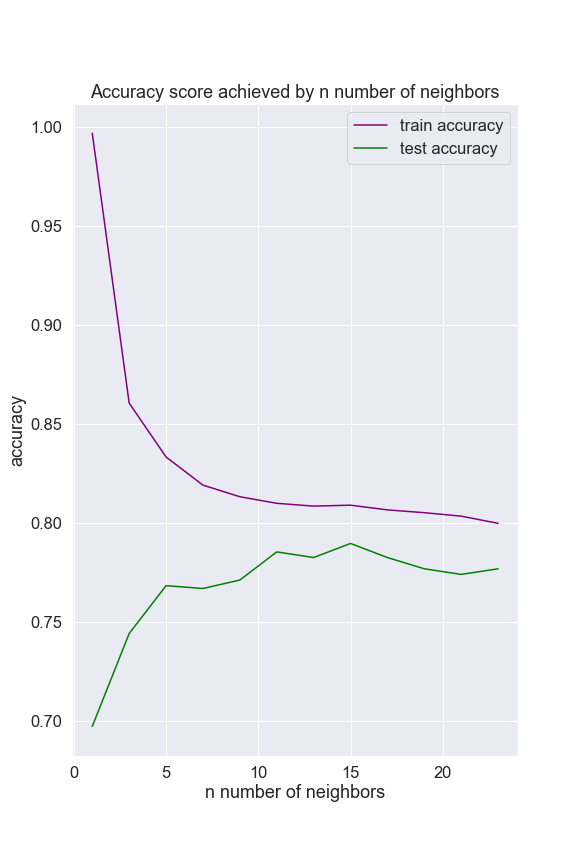 Accuracy score achieved by n number of neighbors
train accuracy
test accuracy
1.00
0.95
0.90
0.85
0.80
0.75
0.70
accuracy
0
5
10
15
20
n number of neighbors